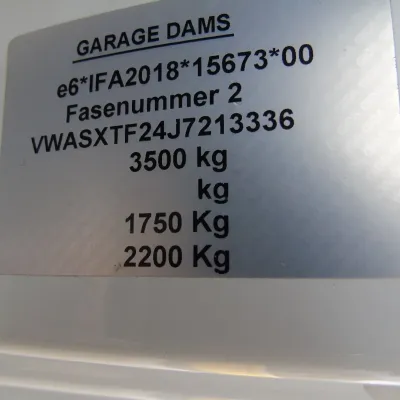 GARAGE DAMS
e6*IFA2018*15673*00
Fasenummer 2
VWASXTF24J7213336
3500 kg
kg
1750 Kg
2200 Kg